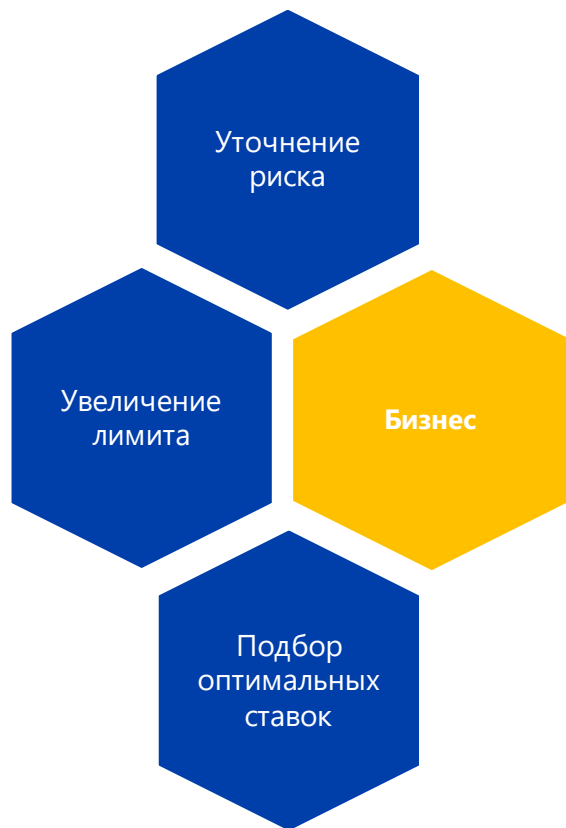 Уточнение
риска
Увеличение
лимита
Бизнес
Подбор
оптимальных
ставок